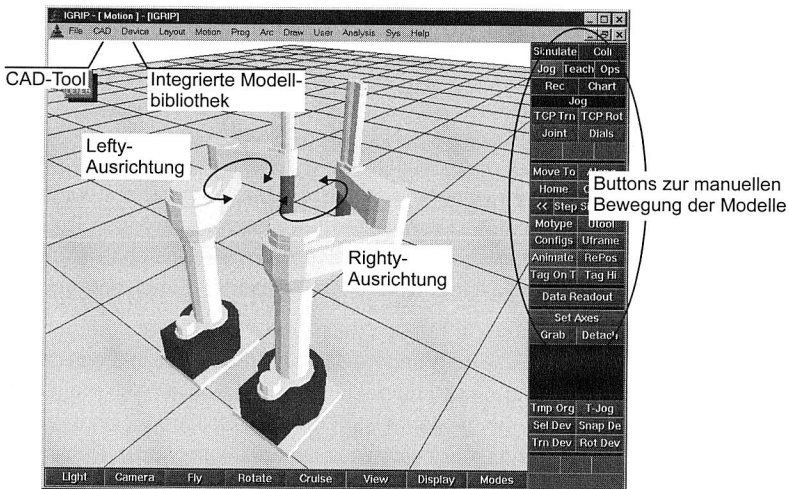 IGRIP - [ Motion ] - [IGRIP]
File CAD Device Layout Motion Prog Arc Draw User Analysis Sys Help
CAD-Tool
Integrierte Modell-
bibliothek
Lefty-
Ausrichtung
Righty-
Ausrichtung
Simulate Coli
Jog Teach Ops
Rec Chart
Jog
TCP Trn TCP Rot
Joint Dials
Move To
Home
<< Step
Buttons zur manuellen
Bewegung der Modelle
Motype Utool
Configs Uframe
Animate RePos
Tag On T Tag Hi
Data Readout
Set Axes
Grab Detach
Tmp Org T-Jog
Sel Dev Snap De
Trn Dev Rot Dev
Light Camera Fly Rotate Cruise View Display Modes